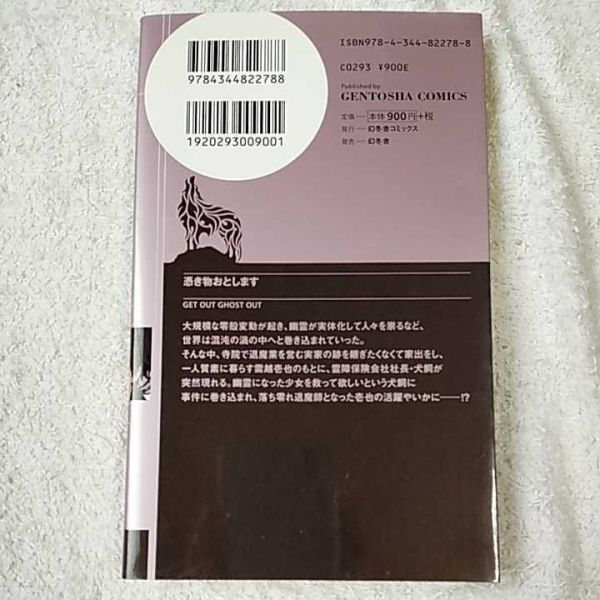 ISBN978-4-344-82278-8
9784344822788
C0293 ¥900E
Published by
GENTOSHA COMICS
定価 ── 本体 900円+税
発行 ── 幻冬舎コミックス
発売 ── 幻冬舎
1920293009001
憑き物おとします
GET OUT GHOST OUT
大規模な零殻変動が起き、幽霊が実体化して人々を祟るなど、
世界は混沌の渦の中へと巻き込まれていった。
そんな中、寺院で退魔業を営む実家の跡を継ぎたくなくて家出をし、
一人質素に暮らす霊越壱也のもとに、霊障保険会社社長・犬飼が
突然現れる。幽霊になった少女を救って欲しいという犬飼に
事件に巻き込まれ、落ち零れ退魔師となった壱也の活躍やいかに──!?